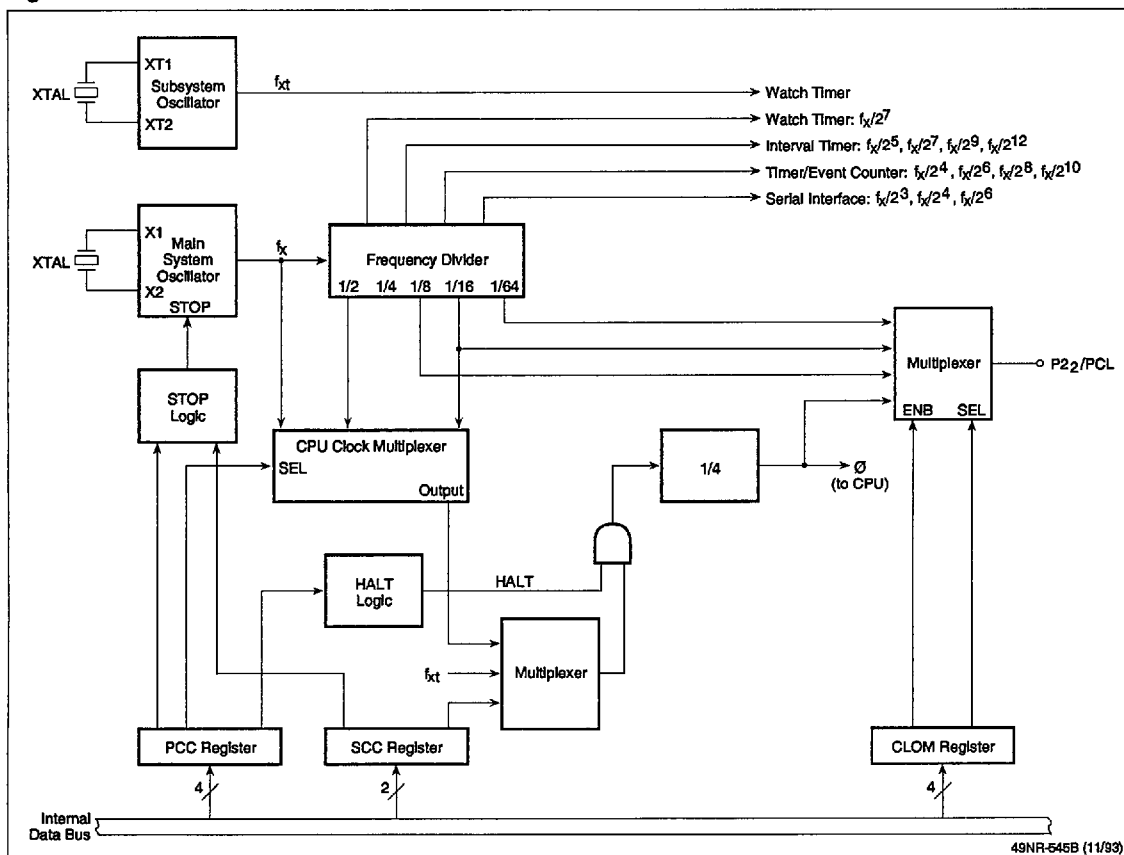 XTAL
XT1
XT2
Subsystem
Oscillator
fxt
Watch Timer
Watch Timer: fx/2^7
Interval Timer: fx/2^5, fx/2^7, fx/2^9, fx/2^12
Timer/Event Counter: fx/2^4, fx/2^6, fx/2^8, fx/2^10
Serial Interface: fx/2^3, fx/2^4, fx/2^6
XTAL
X1
X2
Main
System
Oscillator
STOP
fx
Frequency Divider
1/2 1/4 1/8 1/16 1/64
Multiplexer
ENB SEL
P2₂/PCL
STOP
Logic
CPU Clock Multiplexer
SEL
Output
1/4
Ø
(to CPU)
HALT
Logic
HALT
fxt
Multiplexer
PCC Register
SCC Register
CLOM Register
4
2
4
Internal
Data Bus
49NR-545B (11/93)